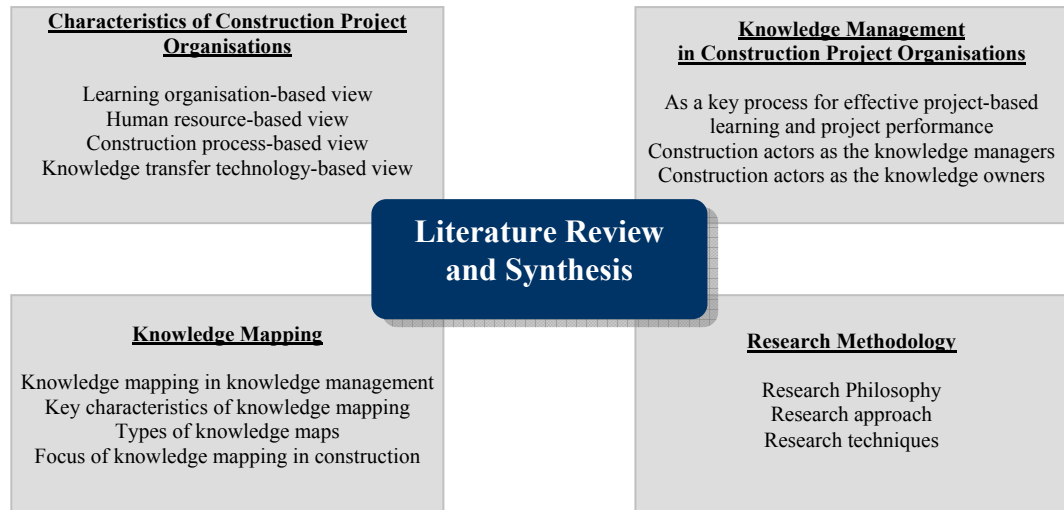 Characteristics of Construction Project
Organisations
Learning organisation-based view
Human resource-based view
Construction process-based view
Knowledge transfer technology-based view
Knowledge Management
in Construction Project Organisations
As a key process for effective project-based
learning and project performance
Construction actors as the knowledge managers
Construction actors as the knowledge owners
Literature Review
and Synthesis
Knowledge Mapping
Knowledge mapping in knowledge management
Key characteristics of knowledge mapping
Types of knowledge maps
Focus of knowledge mapping in construction
Research Methodology
Research Philosophy
Research approach
Research techniques